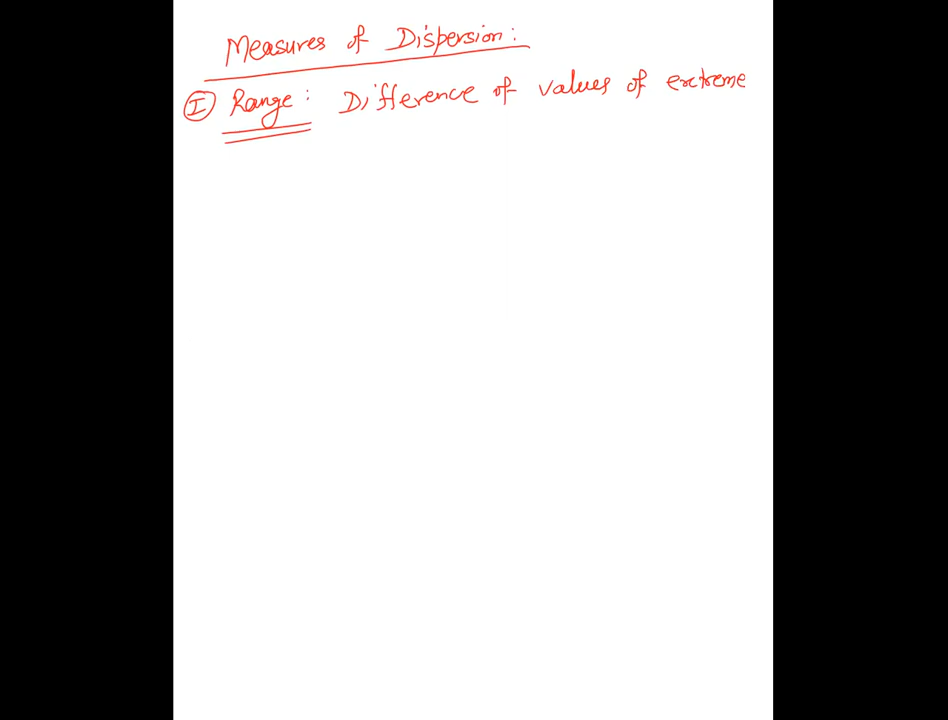 Measures of Dispersion:
I Range: Difference of values of extreme